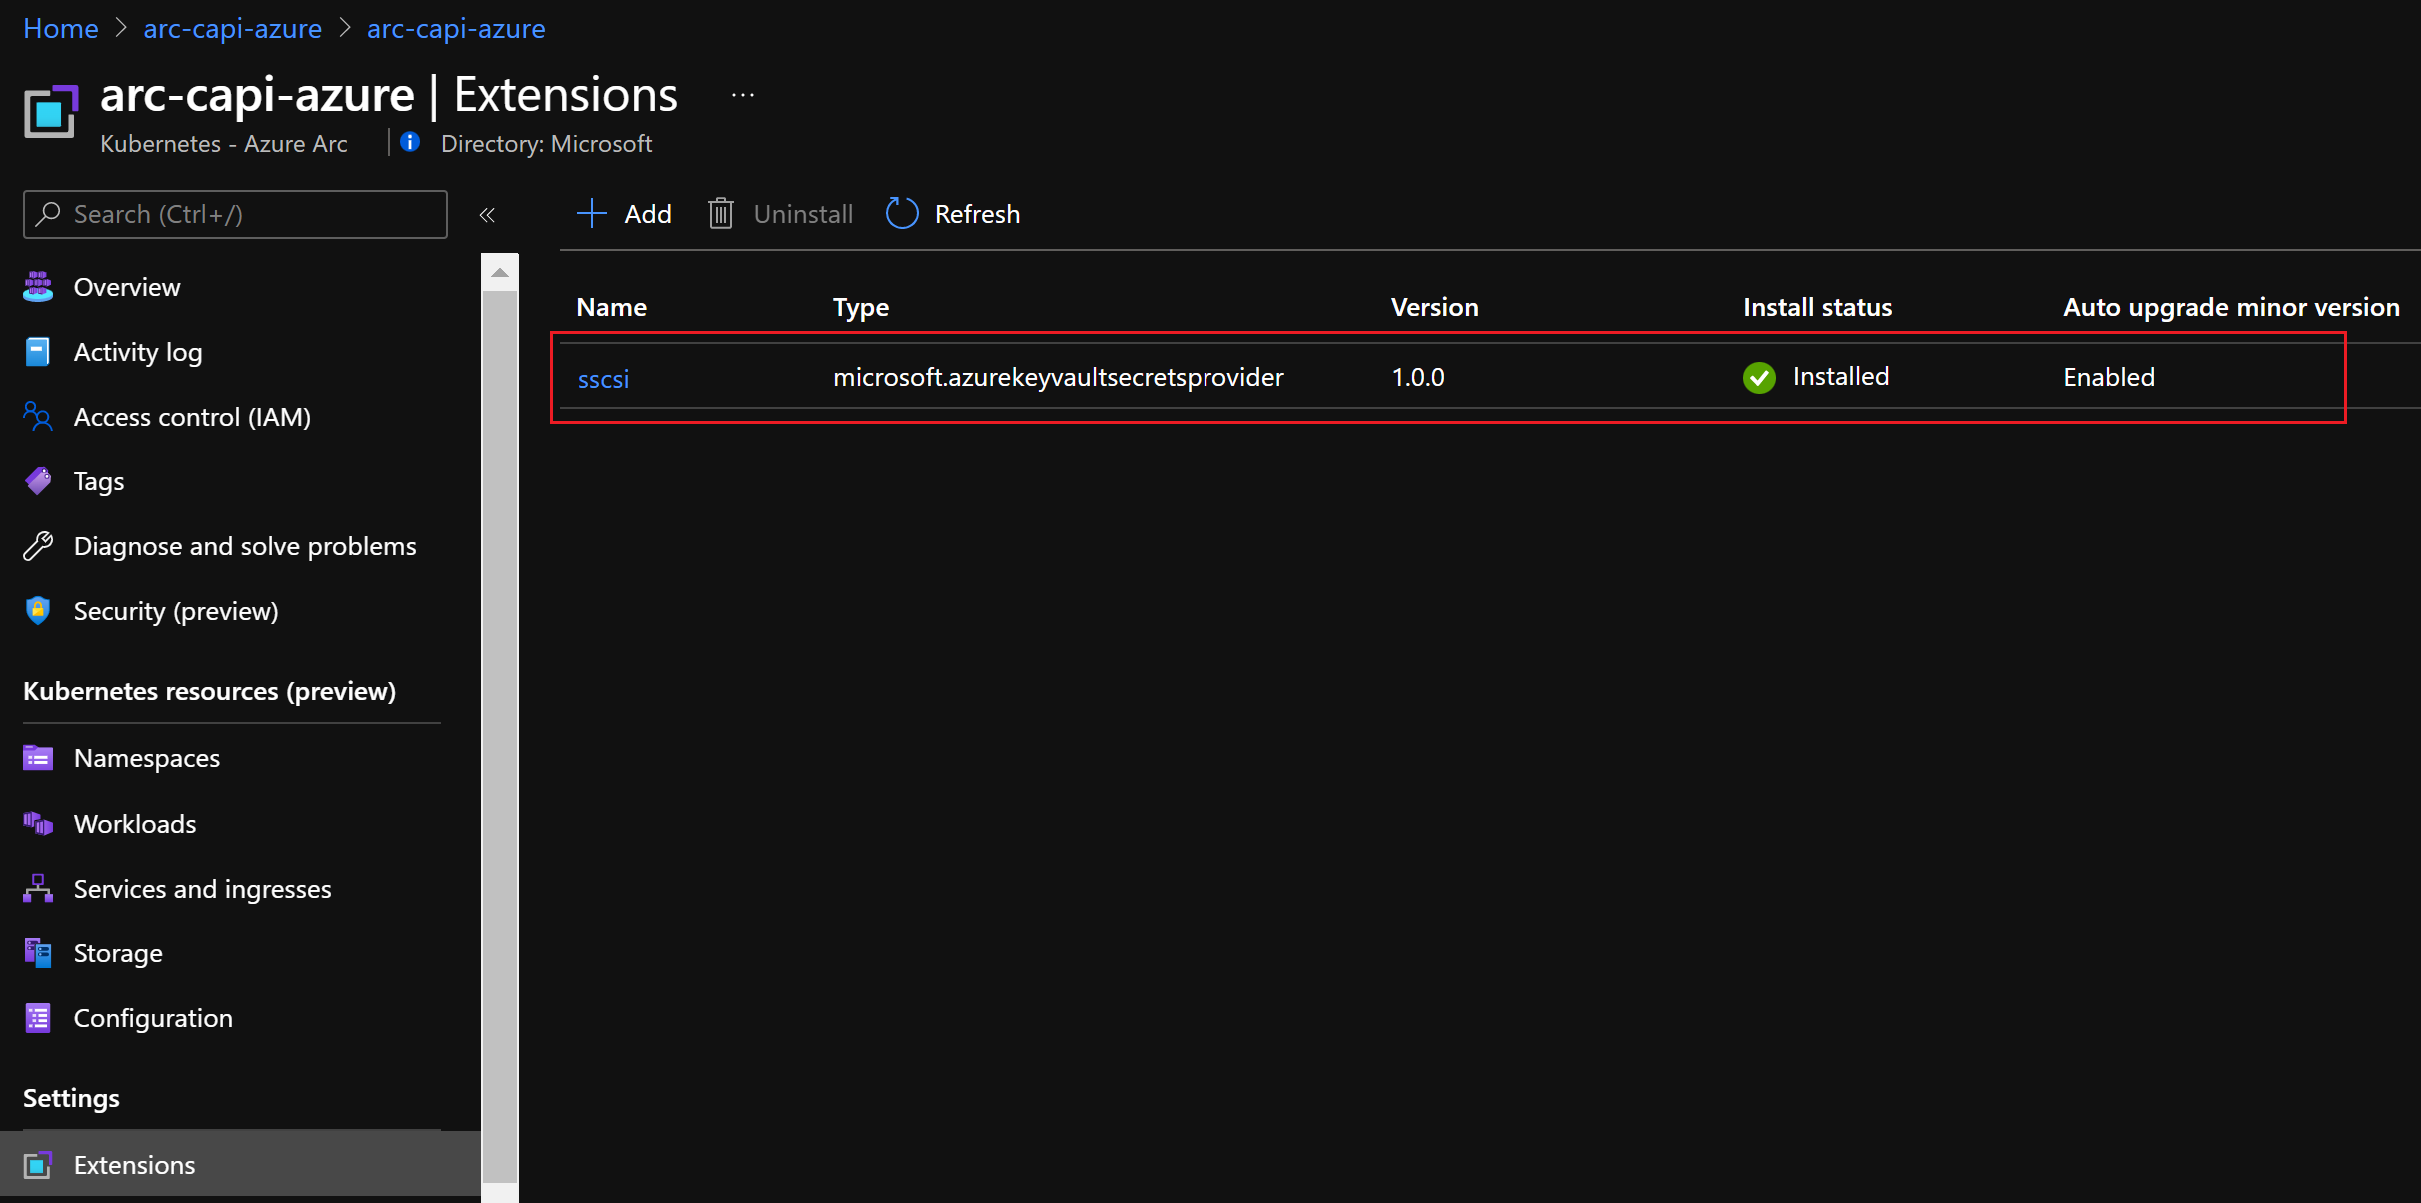 Home > arc-capi-azure > arc-capi-azure
arc-capi-azure | Extensions ...
Kubernetes - Azure Arc | Directory: Microsoft
Search (Ctrl+/) «
Add Uninstall Refresh
Overview
Activity log
Access control (IAM)
Tags
Diagnose and solve problems
Security (preview)
Kubernetes resources (preview)
Namespaces
Workloads
Services and ingresses
Storage
Configuration
Settings
Extensions
Name Type Version Install status Auto upgrade minor version
sscsi microsoft.azurekeyvaultsecretsprovider 1.0.0 Installed Enabled